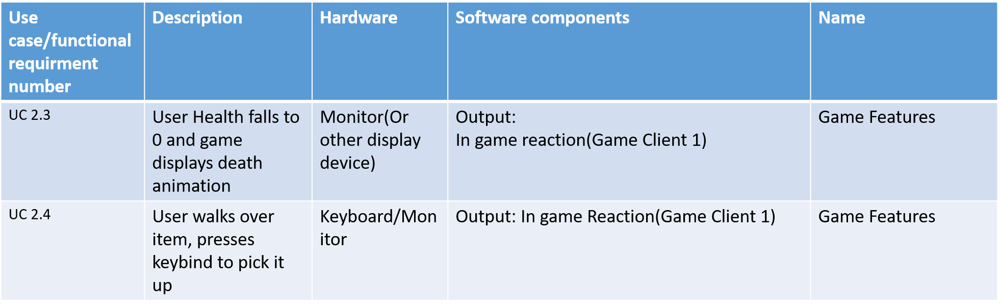 Use
case/functional
requirment
number
Description
Hardware
Software components
Name
UC 2.3
User Health falls to
0 and game
displays death
animation
Monitor(Or
other display
device)
Output:
In game reaction(Game Client 1)
Game Features
UC 2.4
User walks over
item, presses
keybind to pick it
up
Keyboard/Mon
itor
Output: In game Reaction(Game Client 1)
Game Features